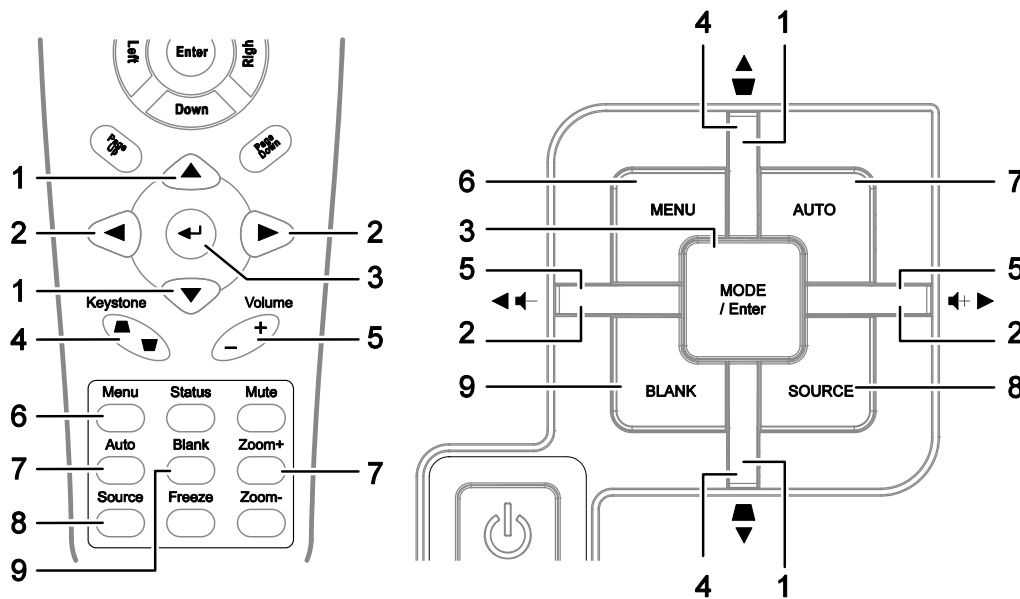 Left Enter Righ
Down
Page Up
Page Down
1
2
2
3
1
Keystone Volume
+
−
4
5
Menu Status Mute
6
Auto Blank Zoom+
7
7
Source Freeze Zoom-
8
9
4 1
6
7
MENU AUTO
3
5
5
MODE
/ Enter
+
2
2
9
8
BLANK SOURCE
4 1